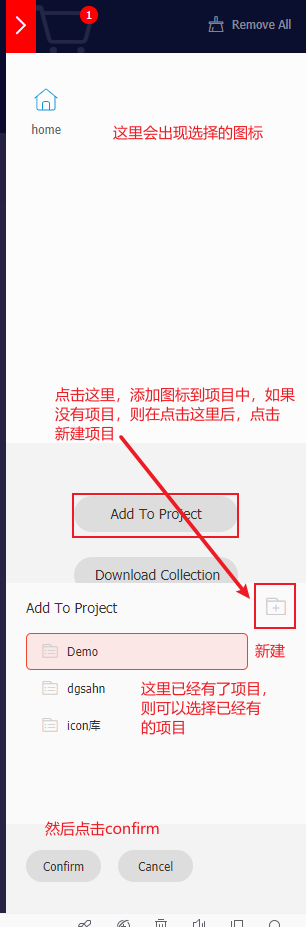 1
Remove All
home
这里会出现选择的图标
点击这里，添加图标到项目中，如果
没有项目，则在点击这里后，点击
新建项目
Add To Project
Download Collection
Add To Project
新建
Demo
dgsahn
这里已经有了项目，
则可以选择已经有
的项目
icon库
然后点击confirm
Confirm
Cancel